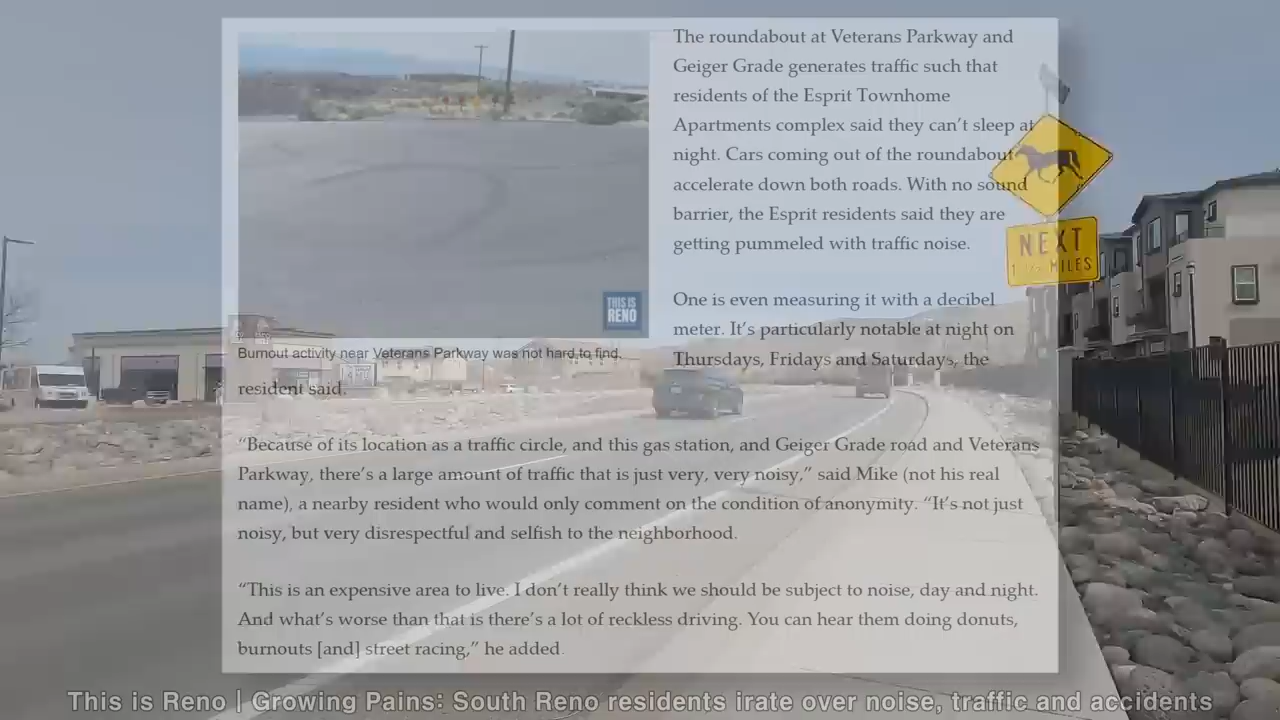 The roundabout at Veterans Parkway and
Geiger Grade generates traffic such that
residents of the Esprit Townhome
Apartments complex said they can’t sleep at
night. Cars coming out of the roundabout
accelerate down both roads. With no sound
barrier, the Esprit residents said they are
getting pummeled with traffic noise.
One is even measuring it with a decibel
meter. It’s particularly notable at night on
Thursdays, Fridays and Saturdays, the
resident said.
THIS IS
RENO
Burnout activity near Veterans Parkway was not hard to find.
“Because of its location as a traffic circle, and this gas station, and Geiger Grade road and Veterans
Parkway, there’s a large amount of traffic that is just very, very noisy,” said Mike (not his real
name), a nearby resident who would only comment on the condition of anonymity. “It’s not just
noisy, but very disrespectful and selfish to the neighborhood.
“This is an expensive area to live. I don’t really think we should be subject to noise, day and night.
And what’s worse than that is there’s a lot of reckless driving. You can hear them doing donuts,
burnouts [and] street racing,” he added.
NEXT
MILES
This is Reno | Growing Pains: South Reno residents irate over noise, traffic and accidents